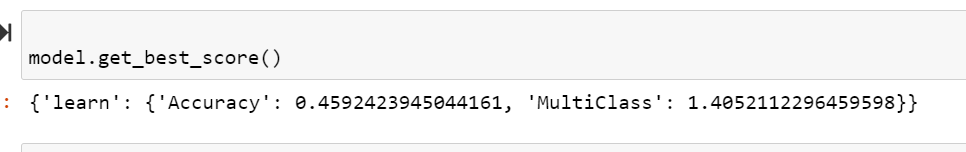 model.get_best_score()
: {'learn': {'Accuracy': 0.4592423945044161, 'MultiClass': 1.4052112296459598}}